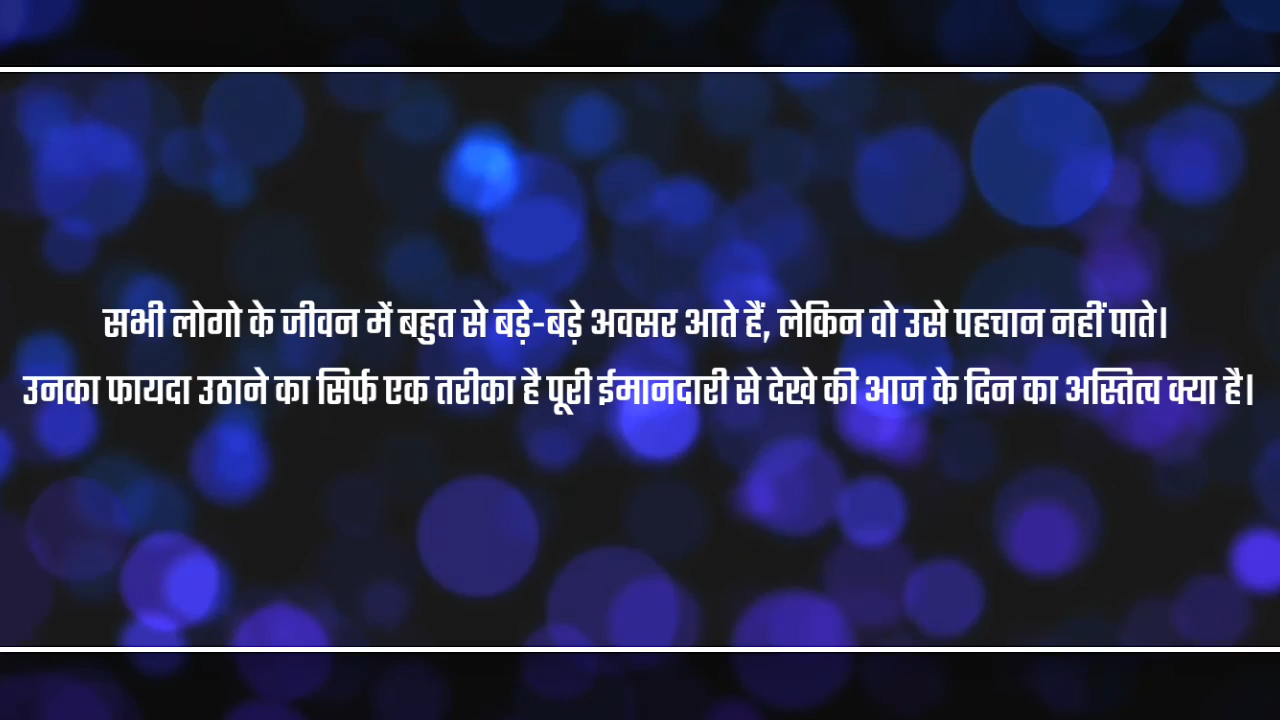 सभी लोगो के जीवन में बहुत से बड़े-बड़े अवसर आते हैं, लेकिन वो उसे पहचान नहीं पाते।
उनका फायदा उठाने का सिर्फ एक तरीका है पूरी ईमानदारी से देखे की आज के दिन का अस्तित्व क्या है।